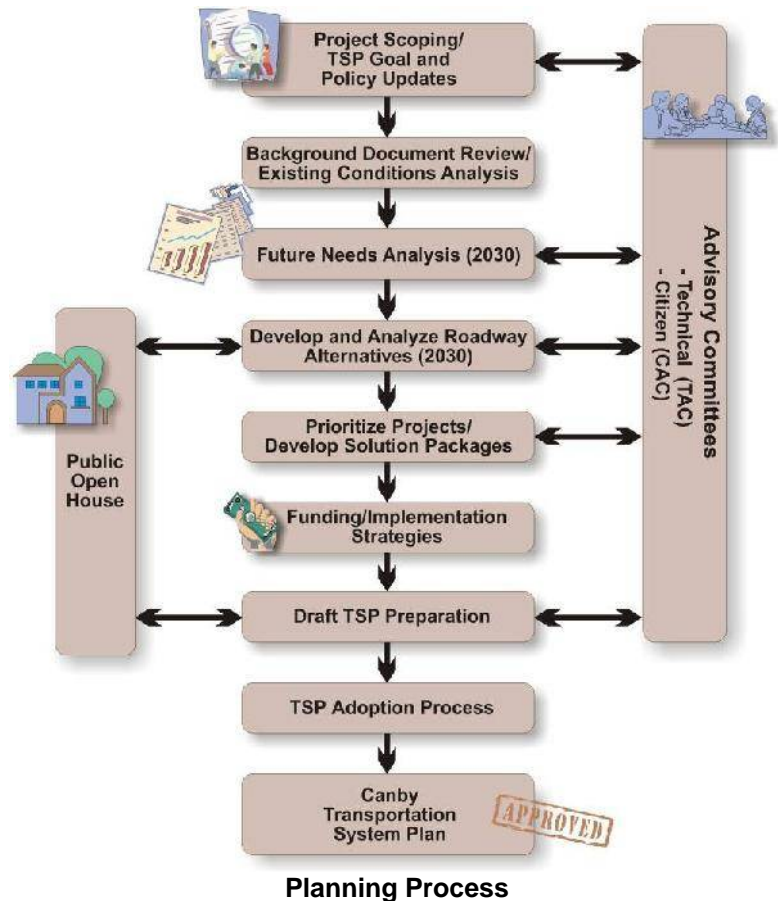 Project Scoping/
TSP Goal and
Policy Updates
Background Document Review/
Existing Conditions Analysis
Future Needs Analysis (2030)
Develop and Analyze Roadway
Alternatives (2030)
Prioritize Projects/
Develop Solution Packages
Funding/Implementation
Strategies
Draft TSP Preparation
TSP Adoption Process
Canby
Transportation
System Plan
APPROVED
Public
Open
House
Advisory Committees
- Technical (TAC)
- Citizen (CAC)
Planning Process